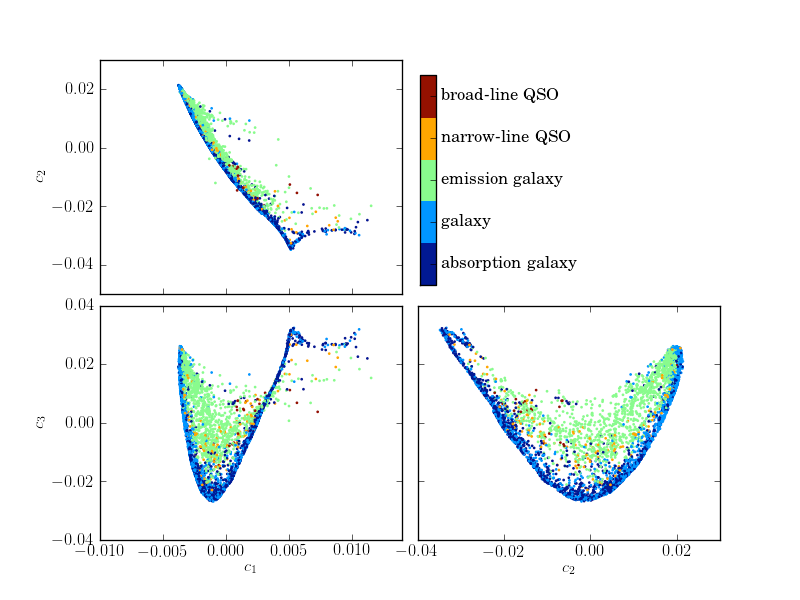 0.02
0.00
−0.02
−0.04
c2
broad-line QSO
narrow-line QSO
emission galaxy
galaxy
absorption galaxy
0.04
0.02
0.00
−0.02
−0.04
c3
−0.010
−0.005
0.000
0.005
0.010
c1
−0.04
−0.02
0.00
0.02
c2